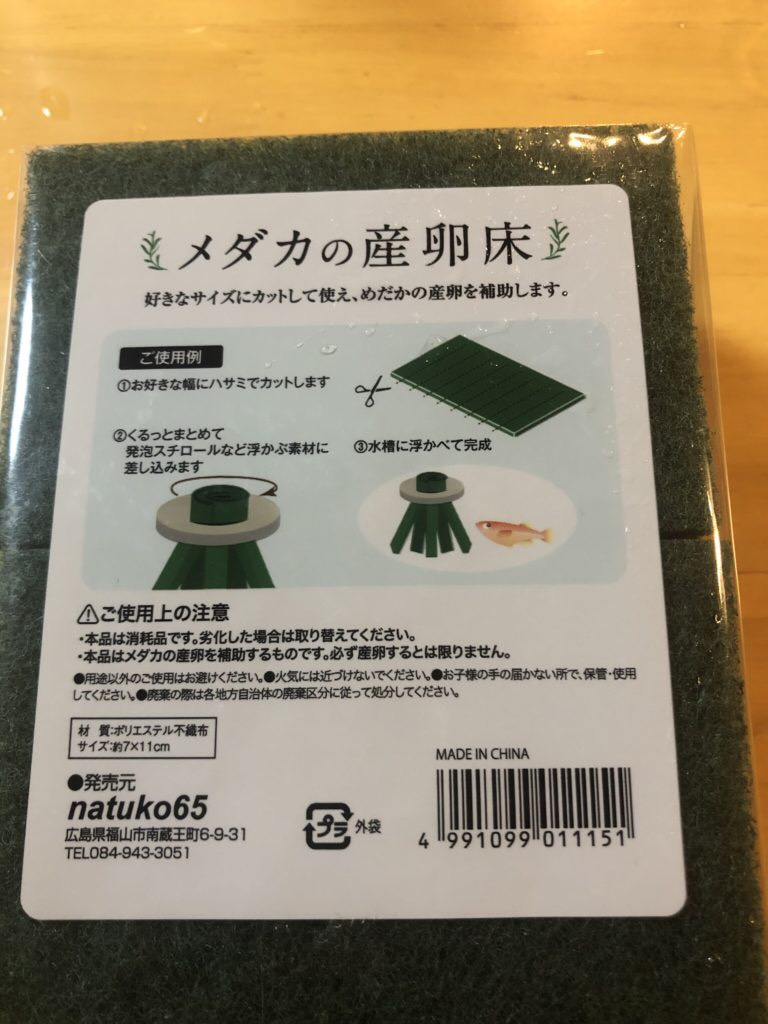 メダカの産卵床
好きなサイズにカットして使え、めだかの産卵を補助します。
ご使用例
①お好きな幅にハサミでカットします
②くるっとまとめて
発泡スチロールなど浮かぶ素材に
差し込みます
③水槽に浮かべて完成
⚠ご使用上の注意
・本品は消耗品です。劣化した場合は取り替えてください。
・本品はメダカの産卵を補助するものです。必ず産卵するとは限りません。
●用途以外のご使用はお避けください。●火気には近づけないでください。●お子様の手の届かない所で、保管・使用
してください。●廃棄の際は各地方自治体の廃棄区分に従って処分してください。
材 質:ポリエステル不織布
サイズ:約7×11cm
●発売元
natuko65
広島県福山市南蔵王町6-9-31
TEL084-943-3051
プラ 外袋
MADE IN CHINA
4 991099 011151